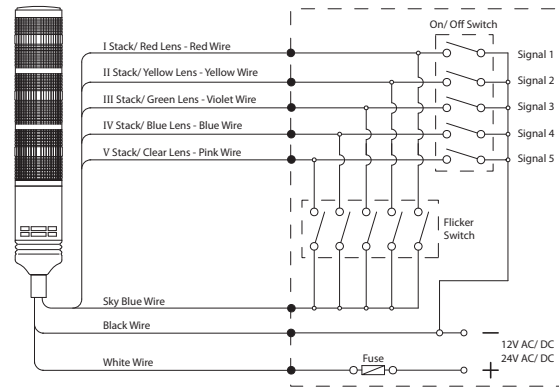 On/ Off Switch
I Stack/ Red Lens - Red Wire
Signal 1
II Stack/ Yellow Lens - Yellow Wire
Signal 2
III Stack/ Green Lens - Violet Wire
Signal 3
IV Stack/ Blue Lens - Blue Wire
Signal 4
V Stack/ Clear Lens - Pink Wire
Signal 5
Flicker
Switch
Sky Blue Wire
Black Wire
−
12V AC/ DC
24V AC/ DC
White Wire
Fuse
+